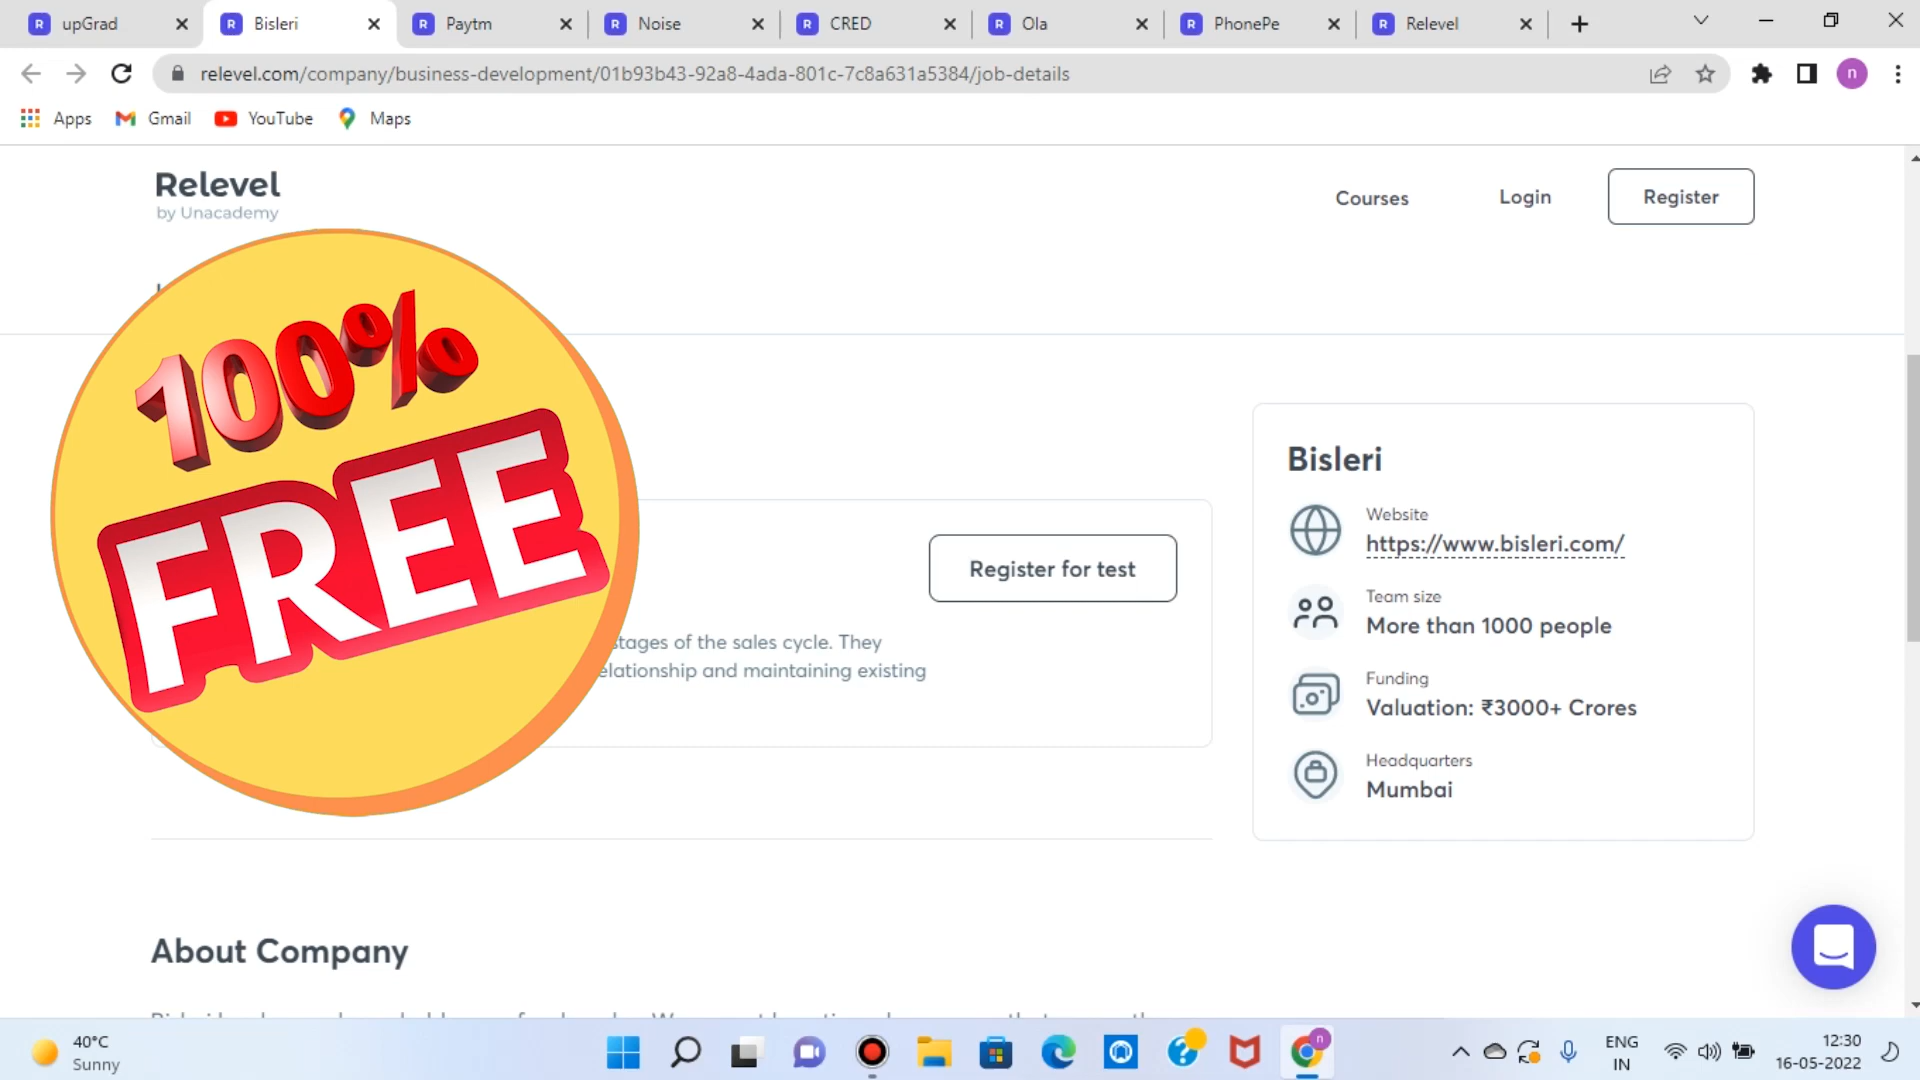 upGrad
Bisleri
Paytm
Noise
CRED
Ola
PhonePe
Relevel
relevel.com/company/business-development/01b93b43-92a8-4ada-801c-7c8a631a5384/job-details
n
Apps
Gmail
YouTube
Maps
Relevel
by Unacademy
Courses
Login
Register
100%
FREE
Register for test
stages of the sales cycle. They
elationship and maintaining existing
Bisleri
Website
https://www.bisleri.com/
Team size
More than 1000 people
Funding
Valuation: ₹3000+ Crores
Headquarters
Mumbai
About Company
40°C
Sunny
ENG
IN
12:30
16-05-2022